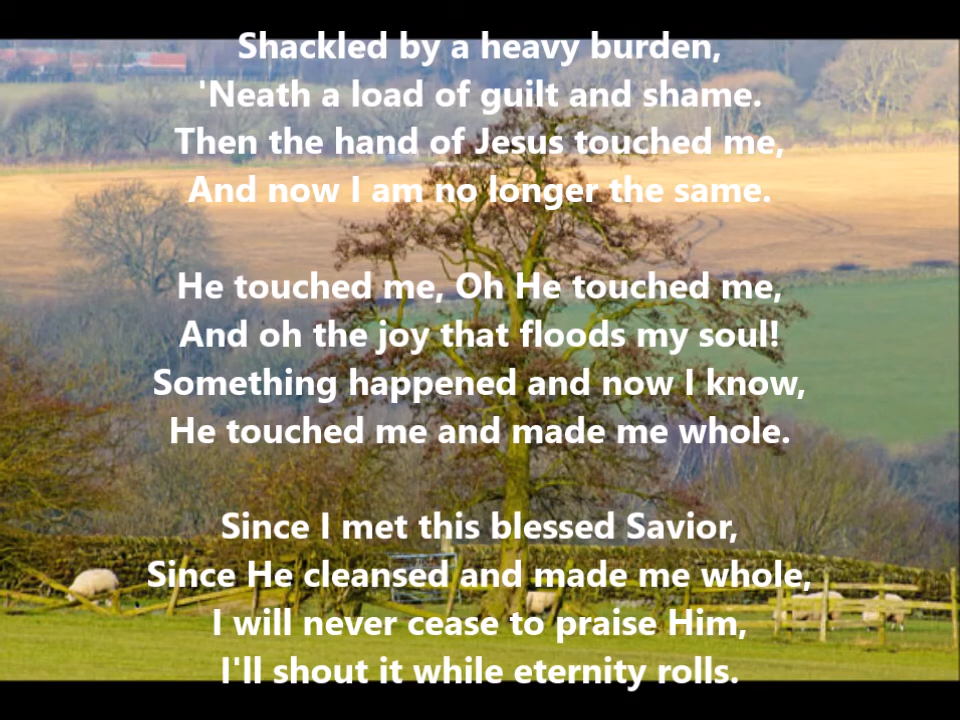 Shackled by a heavy burden,
'Neath a load of guilt and shame.
Then the hand of Jesus touched me,
And now I am no longer the same.
He touched me, Oh He touched me,
And oh the joy that floods my soul!
Something happened and now I know,
He touched me and made me whole.
Since I met this blessed Savior,
Since He cleansed and made me whole,
I will never cease to praise Him,
I'll shout it while eternity rolls.